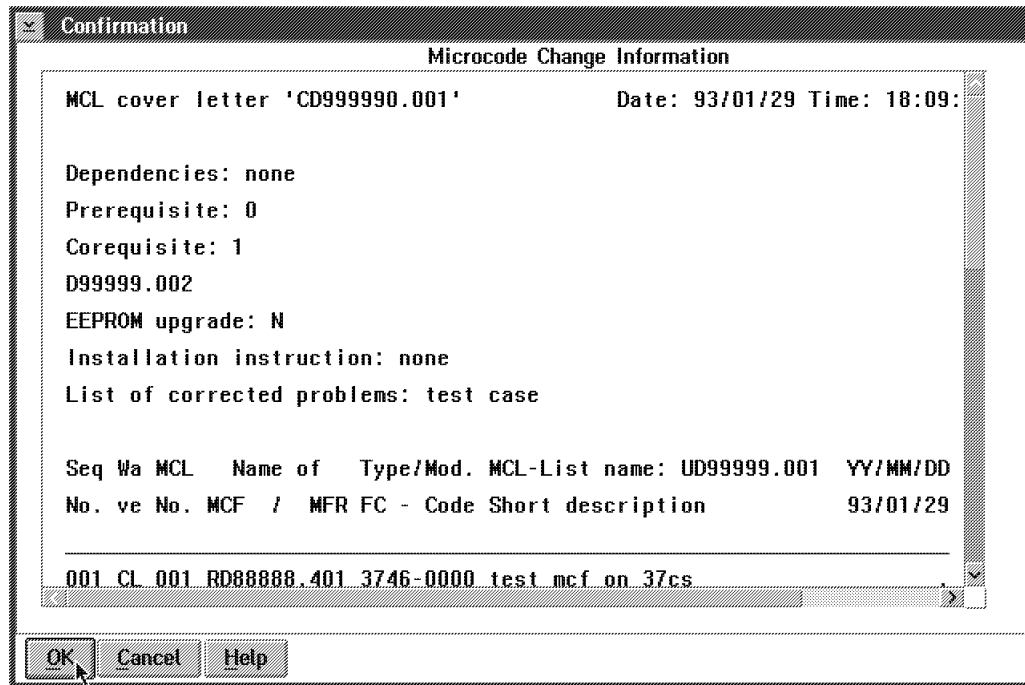 Confirmation
Microcode Change Information
MCL cover letter 'CD999990.001' Date: 93/01/29 Time: 18:09:
Dependencies: none
Prerequisite: 0
Corequisite: 1
D99999.002
EEPROM upgrade: N
Installation instruction: none
List of corrected problems: test case
Seq Wa MCL Name of Type/Mod. MCL-List name: UD99999.001 YY/MM/DD
No. ve No. MCF / MFR FC - Code Short description 93/01/29
001 CL 001 RD88888.401 3746-0000 test mcf on 37cs .
OK Cancel Help